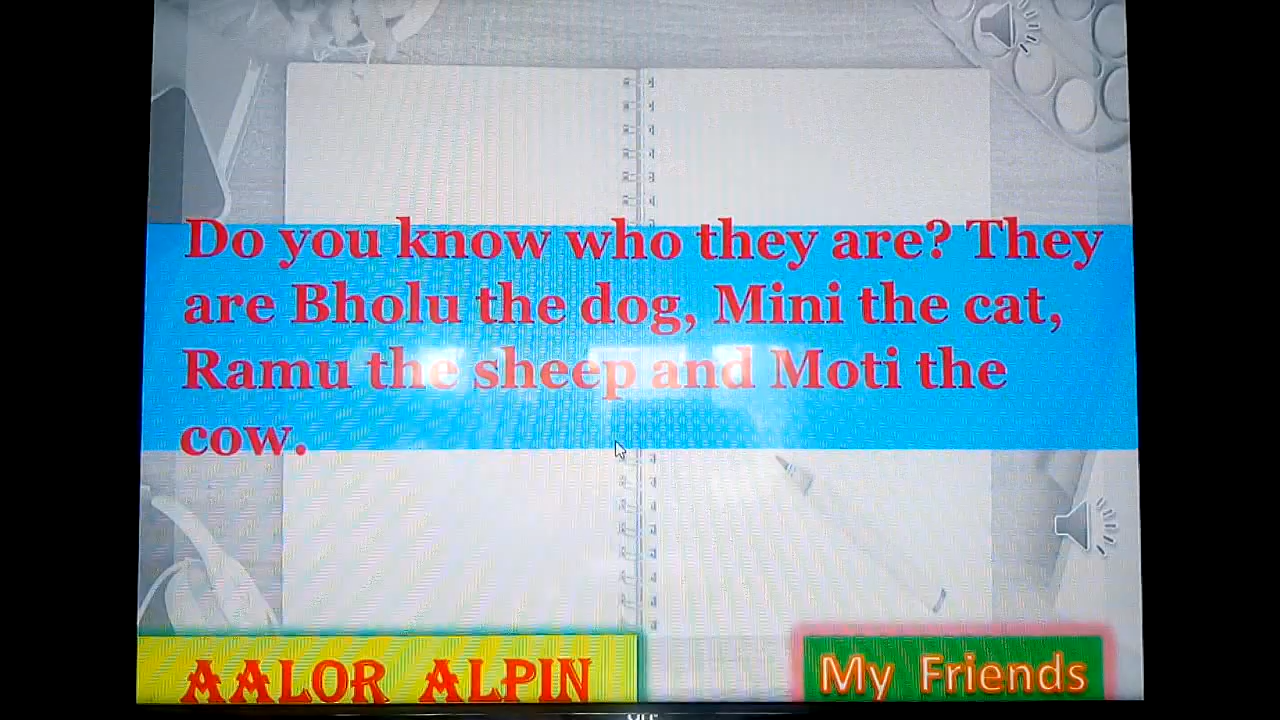 Do you know who they are? They
are Bholu the dog, Mini the cat,
Ramu the sheep and Moti the
cow.
AALOR ALPIN
My Friends